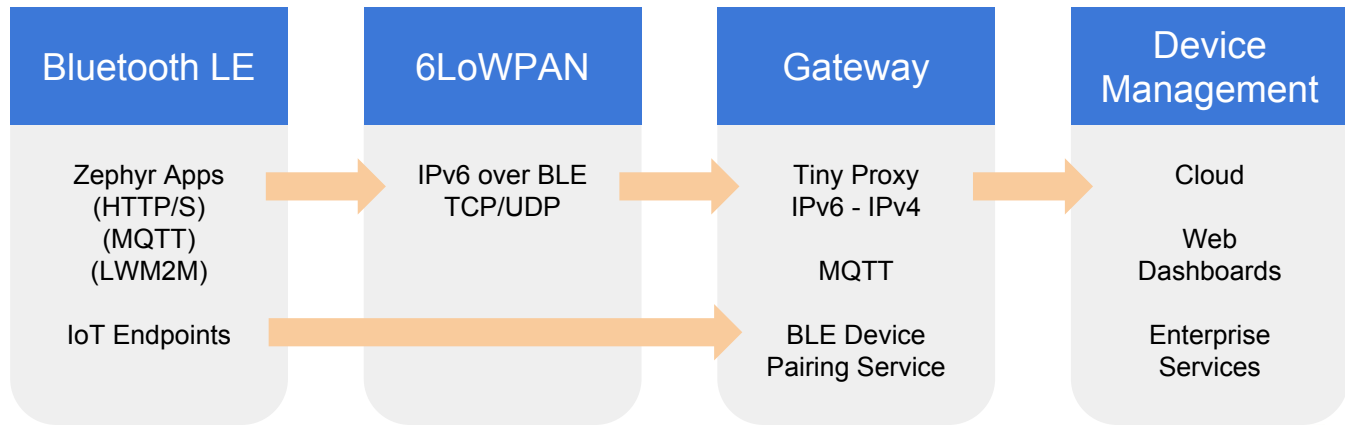 Bluetooth LE
Zephyr Apps
(HTTP/S)
(MQTT)
(LWM2M)
IoT Endpoints
6LoWPAN
IPv6 over BLE
TCP/UDP
Gateway
Tiny Proxy
IPv6 - IPv4
MQTT
BLE Device
Pairing Service
Device
Management
Cloud
Web
Dashboards
Enterprise
Services